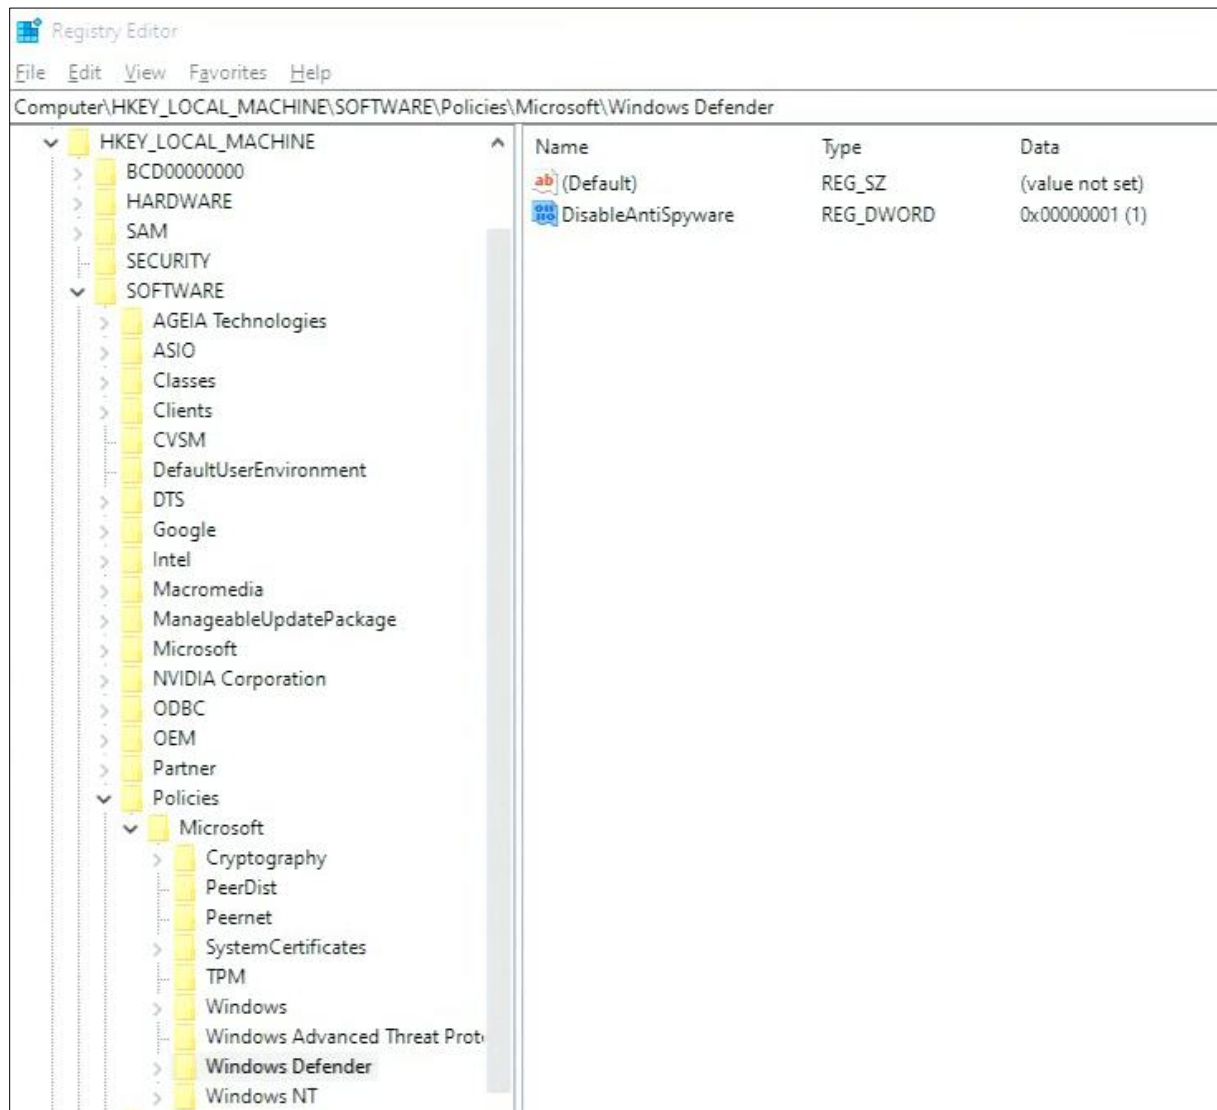 Registry Editor
File Edit View Favorites Help
Computer\HKEY_LOCAL_MACHINE\SOFTWARE\Policies\Microsoft\Windows Defender
HKEY_LOCAL_MACHINE
BCD00000000
HARDWARE
SAM
SECURITY
SOFTWARE
AGEIA Technologies
ASIO
Classes
Clients
CVSM
DefaultUserEnvironment
DTS
Google
Intel
Macromedia
ManageableUpdatePackage
Microsoft
NVIDIA Corporation
ODBC
OEM
Partner
Policies
Microsoft
Cryptography
PeerDist
Peernet
SystemCertificates
TPM
Windows
Windows Advanced Threat Prot
Windows Defender
Windows NT
Name Type Data
(Default) REG_SZ (value not set)
DisableAntiSpyware REG_DWORD 0x00000001 (1)